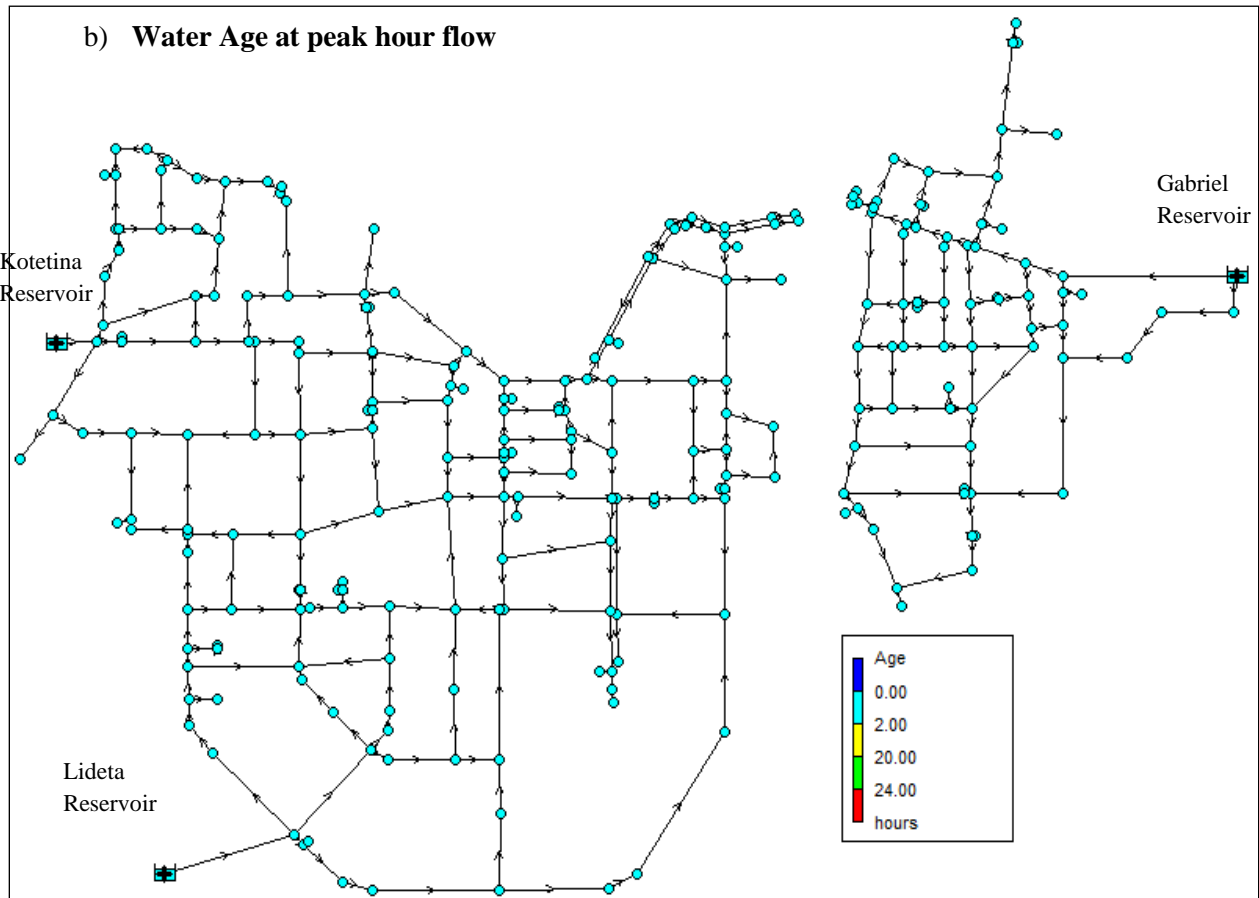 b) Water Age at peak hour flow
Gabriel
Reservoir
Kotetina
Reservoir
Lideta
Reservoir
Age
0.00
2.00
20.00
24.00
hours